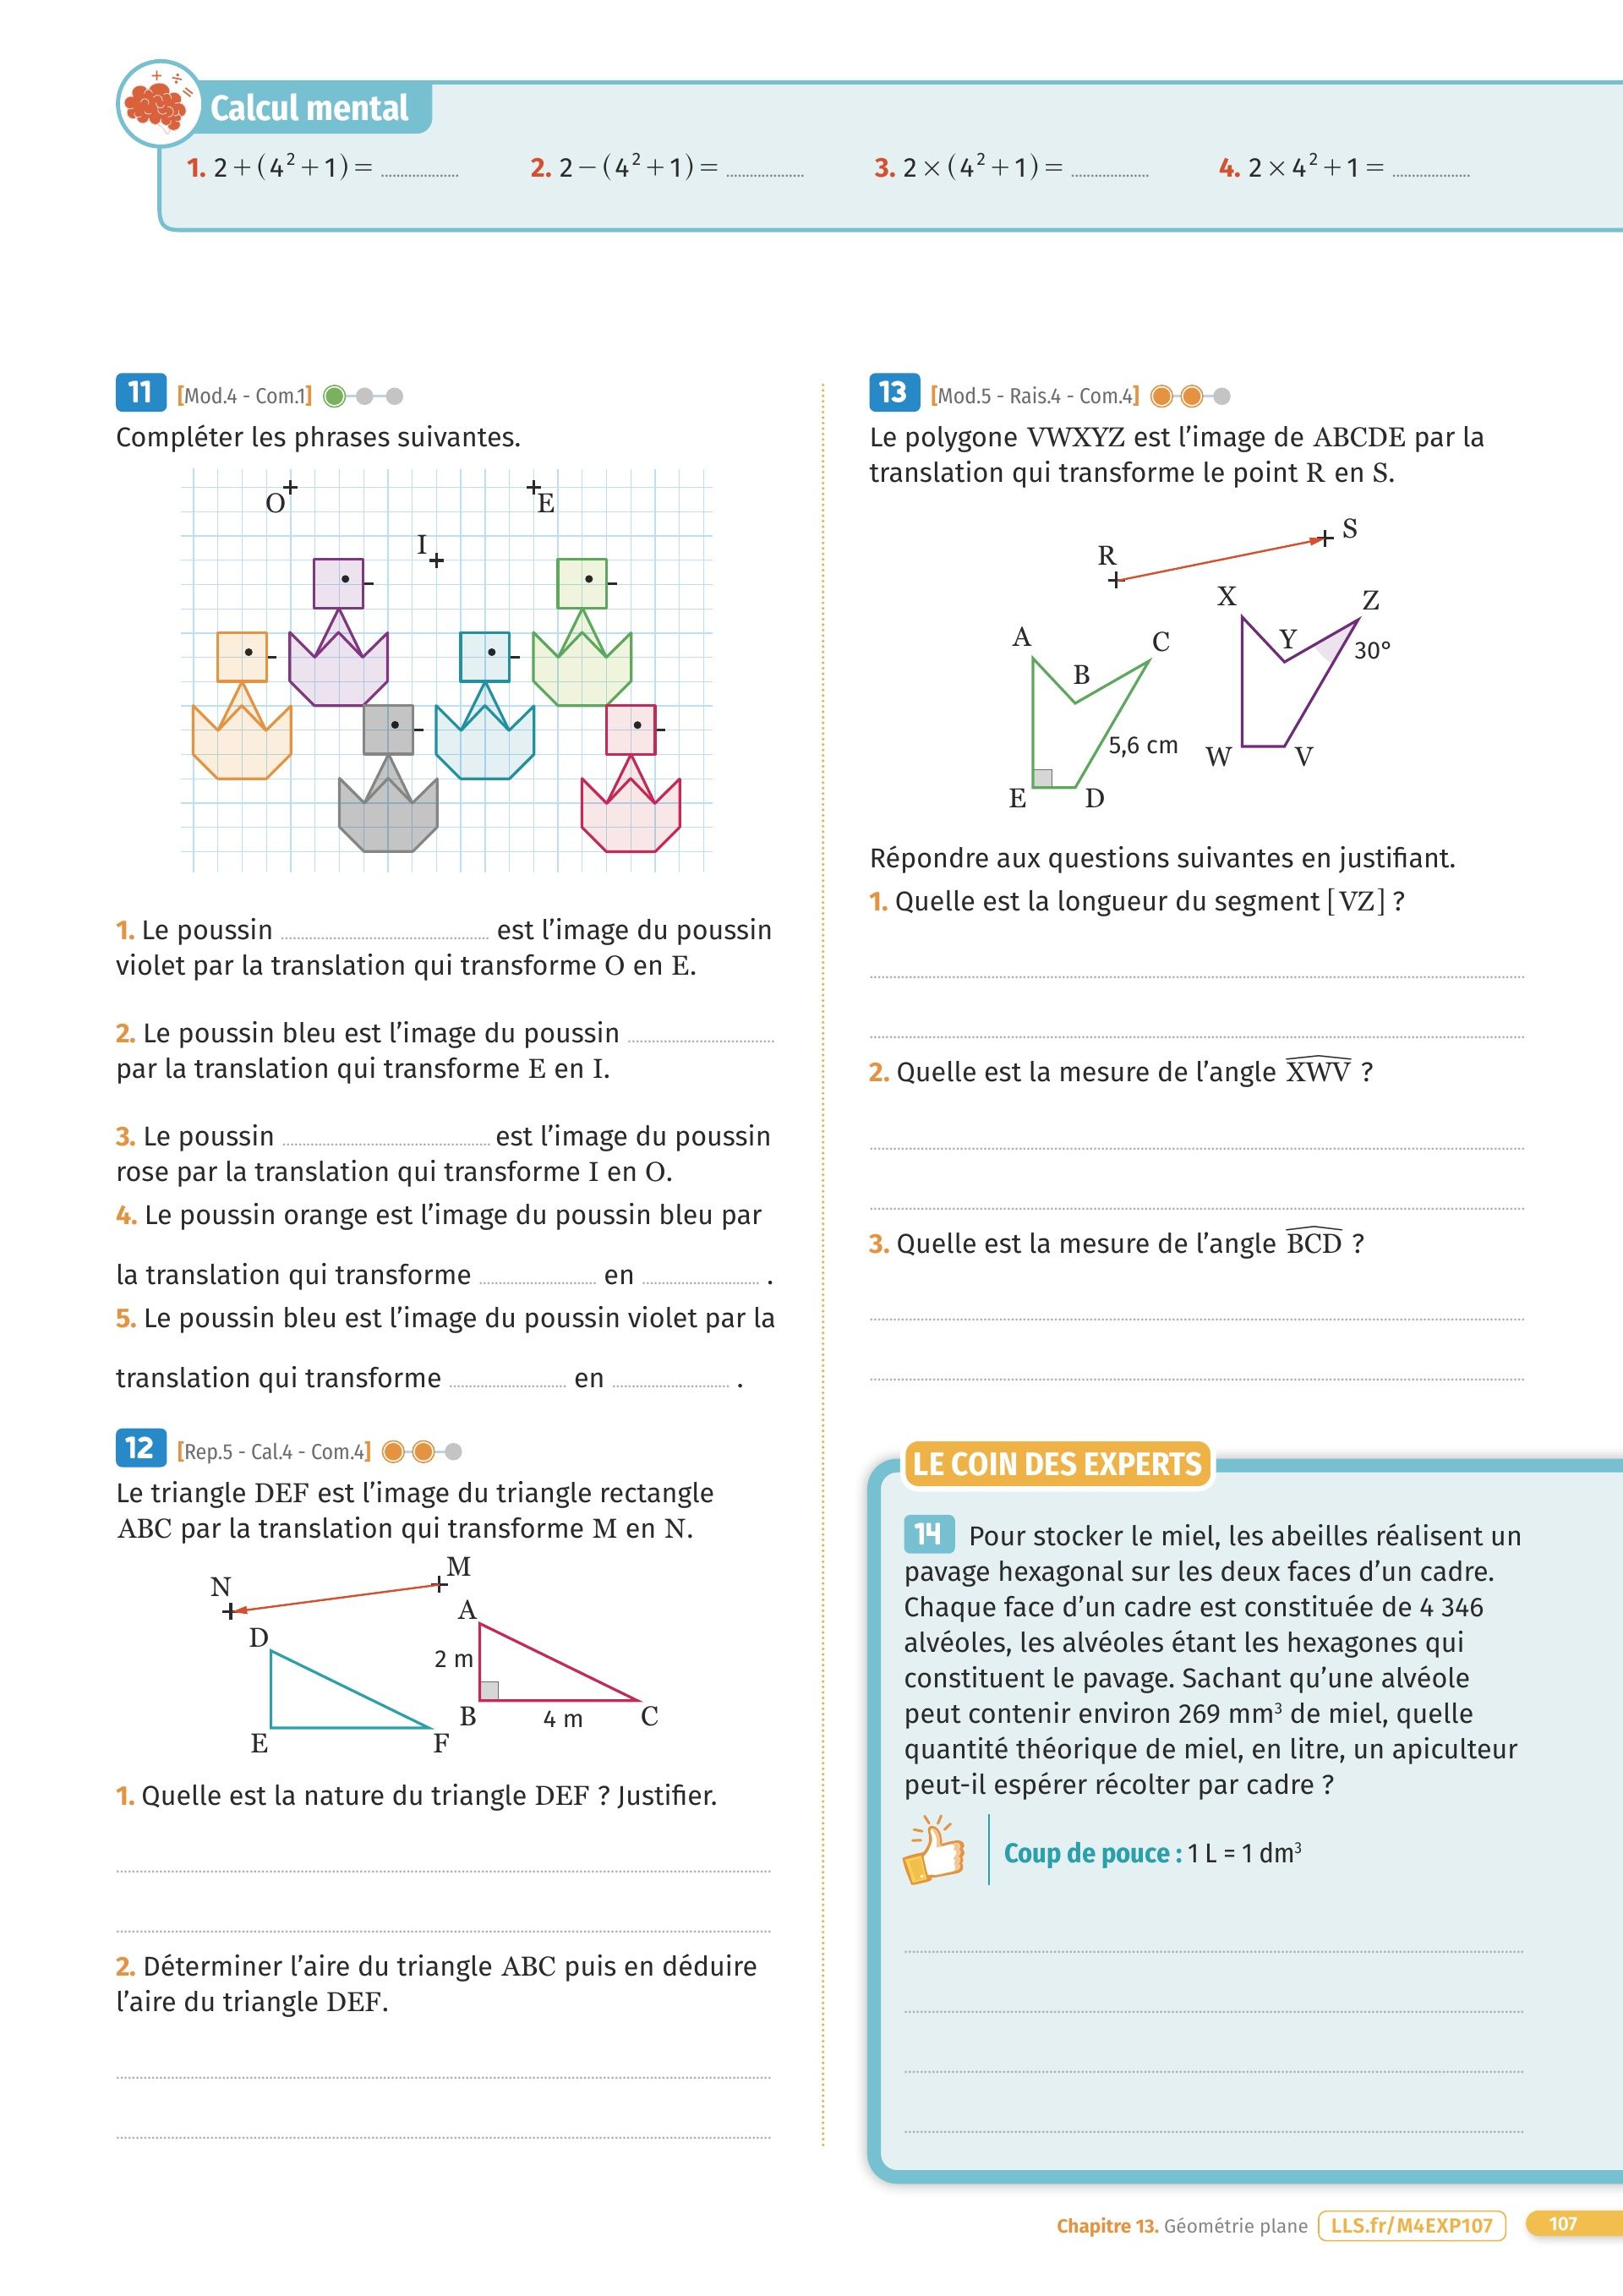 Calcul mental
1. 2 + (4² + 1) = ..................
2. 2 − (4² + 1) = ..................
3. 2 × (4² + 1) = ..................
4. 2 × 4² + 1 = ..................
11 [Mod.4 - Com.1]
Compléter les phrases suivantes.
O
E
I
1. Le poussin .................. est l’image du poussin
violet par la translation qui transforme O en E.
2. Le poussin bleu est l’image du poussin ..................
par la translation qui transforme E en I.
3. Le poussin .................. est l’image du poussin
rose par la translation qui transforme I en O.
4. Le poussin orange est l’image du poussin bleu par
la translation qui transforme .................. en .................. .
5. Le poussin bleu est l’image du poussin violet par la
translation qui transforme .................. en .................. .
12 [Rep.5 - Cal.4 - Com.4]
Le triangle DEF est l’image du triangle rectangle
ABC par la translation qui transforme M en N.
M
N
A
D
2 m
B
4 m
C
E
F
1. Quelle est la nature du triangle DEF ? Justifier.
2. Déterminer l’aire du triangle ABC puis en déduire
l’aire du triangle DEF.
13 [Mod.5 - Rais.4 - Com.4]
Le polygone VWXYZ est l’image de ABCDE par la
translation qui transforme le point R en S.
S
R
X
Z
A
C
Y
30°
B
5,6 cm
W
V
E
D
Répondre aux questions suivantes en justifiant.
1. Quelle est la longueur du segment [VZ] ?
2. Quelle est la mesure de l’angle XWV ?
3. Quelle est la mesure de l’angle BCD ?
LE COIN DES EXPERTS
14 Pour stocker le miel, les abeilles réalisent un
pavage hexagonal sur les deux faces d’un cadre.
Chaque face d’un cadre est constituée de 4 346
alvéoles, les alvéoles étant les hexagones qui
constituent le pavage. Sachant qu’une alvéole
peut contenir environ 269 mm³ de miel, quelle
quantité théorique de miel, en litre, un apiculteur
peut-il espérer récolter par cadre ?
Coup de pouce : 1 L = 1 dm³
Chapitre 13. Géométrie plane LLS.fr/M4EXP107 107